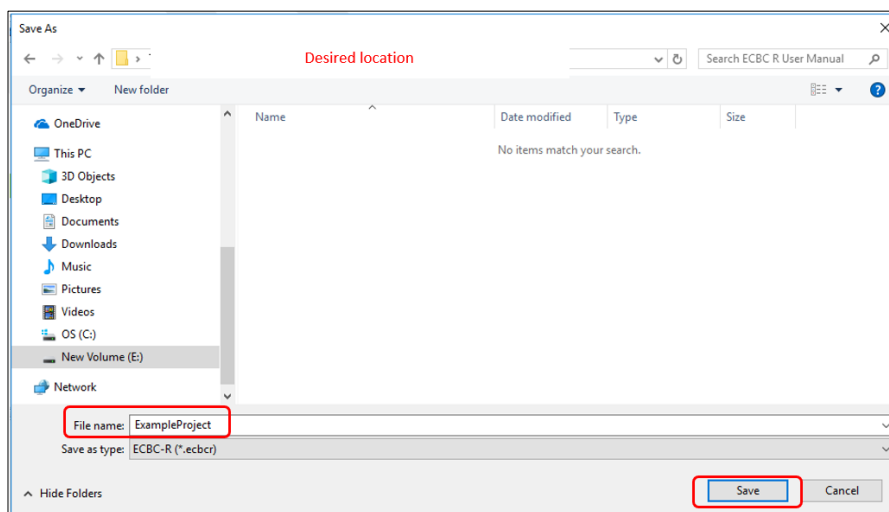 Save As
Desired location
Search ECBC R User Manual
Organize
New folder
OneDrive
This PC
3D Objects
Desktop
Documents
Downloads
Music
Pictures
Videos
OS (C:)
New Volume (E:)
Network
Name
Date modified
Type
Size
No items match your search.
File name: ExampleProject
Save as type: ECBC-R (*.ecbcr)
Hide Folders
Save
Cancel